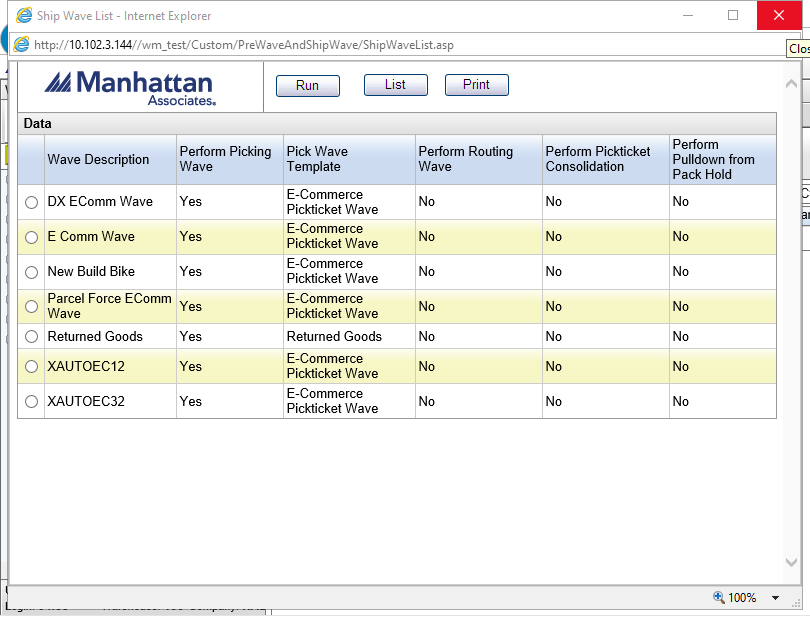 Ship Wave List - Internet Explorer
http://10.102.3.144//wm_test/Custom/PreWaveAndShipWave/ShipWaveList.asp
Clos
Manhattan
Associates.
Run List Print
Data
Wave Description
Perform Picking
Wave
Pick Wave
Template
Perform Routing
Wave
Perform Pickticket
Consolidation
Perform
Pulldown from
Pack Hold
DX EComm Wave
Yes
E-Commerce
Pickticket Wave
No
No
No
E Comm Wave
Yes
E-Commerce
Pickticket Wave
No
No
No
New Build Bike
Yes
E-Commerce
Pickticket Wave
No
No
No
Parcel Force EComm
Wave
Yes
E-Commerce
Pickticket Wave
No
No
No
Returned Goods
Yes
Returned Goods
No
No
No
XAUTOEC12
Yes
E-Commerce
Pickticket Wave
No
No
No
XAUTOEC32
Yes
E-Commerce
Pickticket Wave
No
No
No
100%